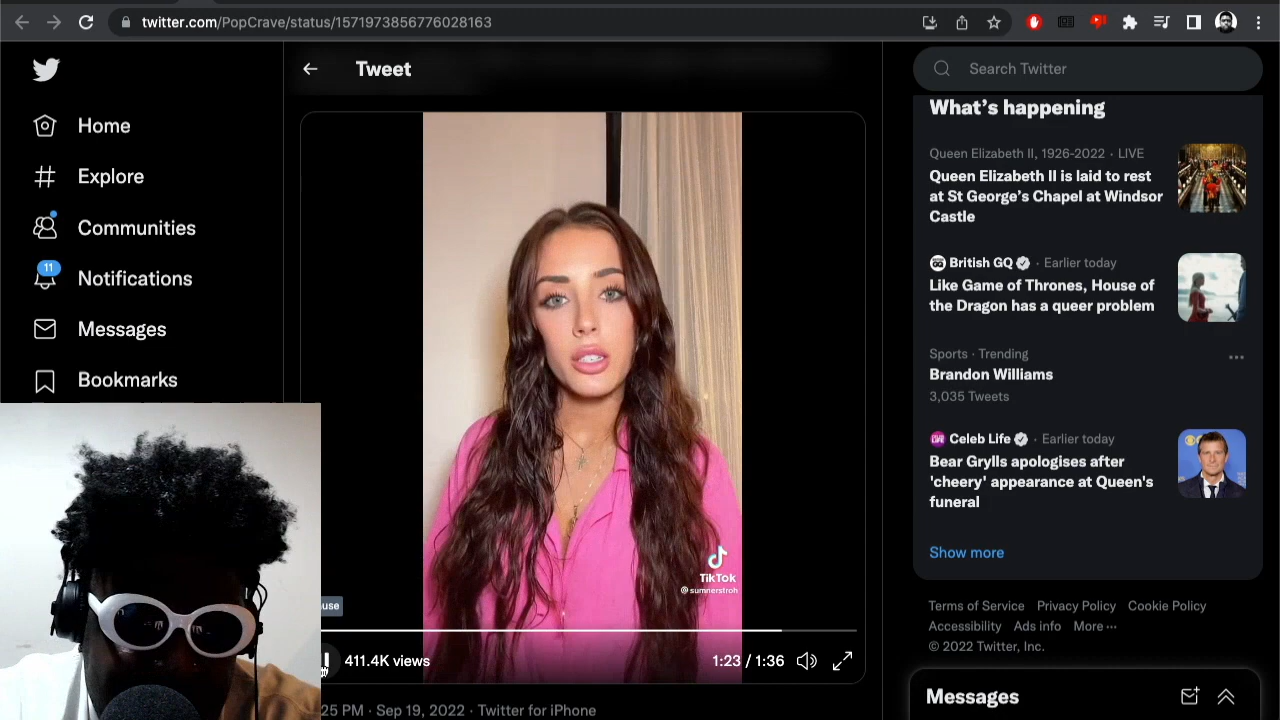 twitter.com/PopCrave/status/1571973856776028163
Home
Explore
Communities
11
Notifications
Messages
Bookmarks
Tweet
TikTok
@sumnerstroh
411.4K views
1:23 / 1:36
25 PM · Sep 19, 2022 · Twitter for iPhone
Search Twitter
What's happening
Queen Elizabeth II, 1926-2022 · LIVE
Queen Elizabeth II is laid to rest
at St George's Chapel at Windsor
Castle
British GQ · Earlier today
Like Game of Thrones, House of
the Dragon has a queer problem
Sports · Trending
Brandon Williams
3,035 Tweets
Celeb Life · Earlier today
Bear Grylls apologises after
'cheery' appearance at Queen's
funeral
Show more
Terms of Service Privacy Policy Cookie Policy
Accessibility Ads info More ···
© 2022 Twitter, Inc.
Messages